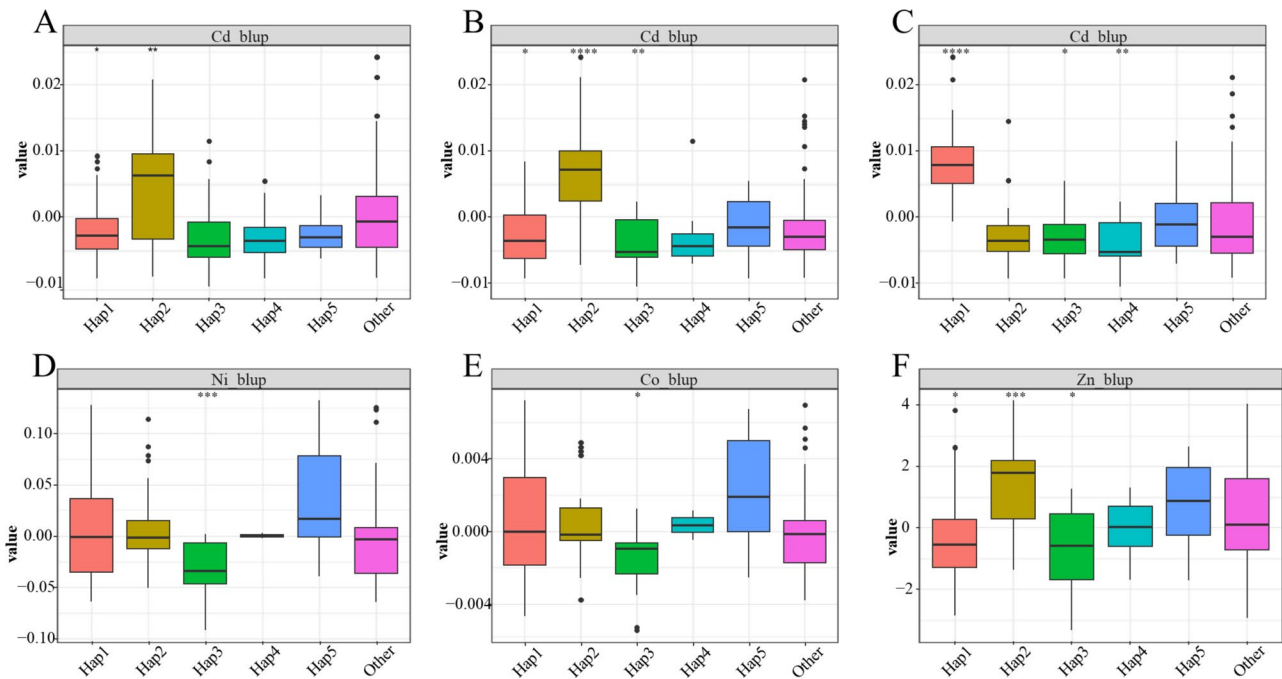 A
Cd_blup
* **
value
0.02
0.01
0.00
−0.01
Hap1 Hap2 Hap3 Hap4 Hap5 Other
B
Cd_blup
* **** **
value
0.02
0.01
0.00
−0.01
Hap1 Hap2 Hap3 Hap4 Hap5 Other
C
Cd_blup
**** * **
value
0.02
0.01
0.00
−0.01
Hap1 Hap2 Hap3 Hap4 Hap5 Other
D
Ni_blup
***
value
0.10
0.05
0.00
−0.05
−0.10
Hap1 Hap2 Hap3 Hap4 Hap5 Other
E
Co_blup
*
value
0.004
0.000
−0.004
Hap1 Hap2 Hap3 Hap4 Hap5 Other
F
Zn_blup
* *** *
value
4
2
0
−2
Hap1 Hap2 Hap3 Hap4 Hap5 Other